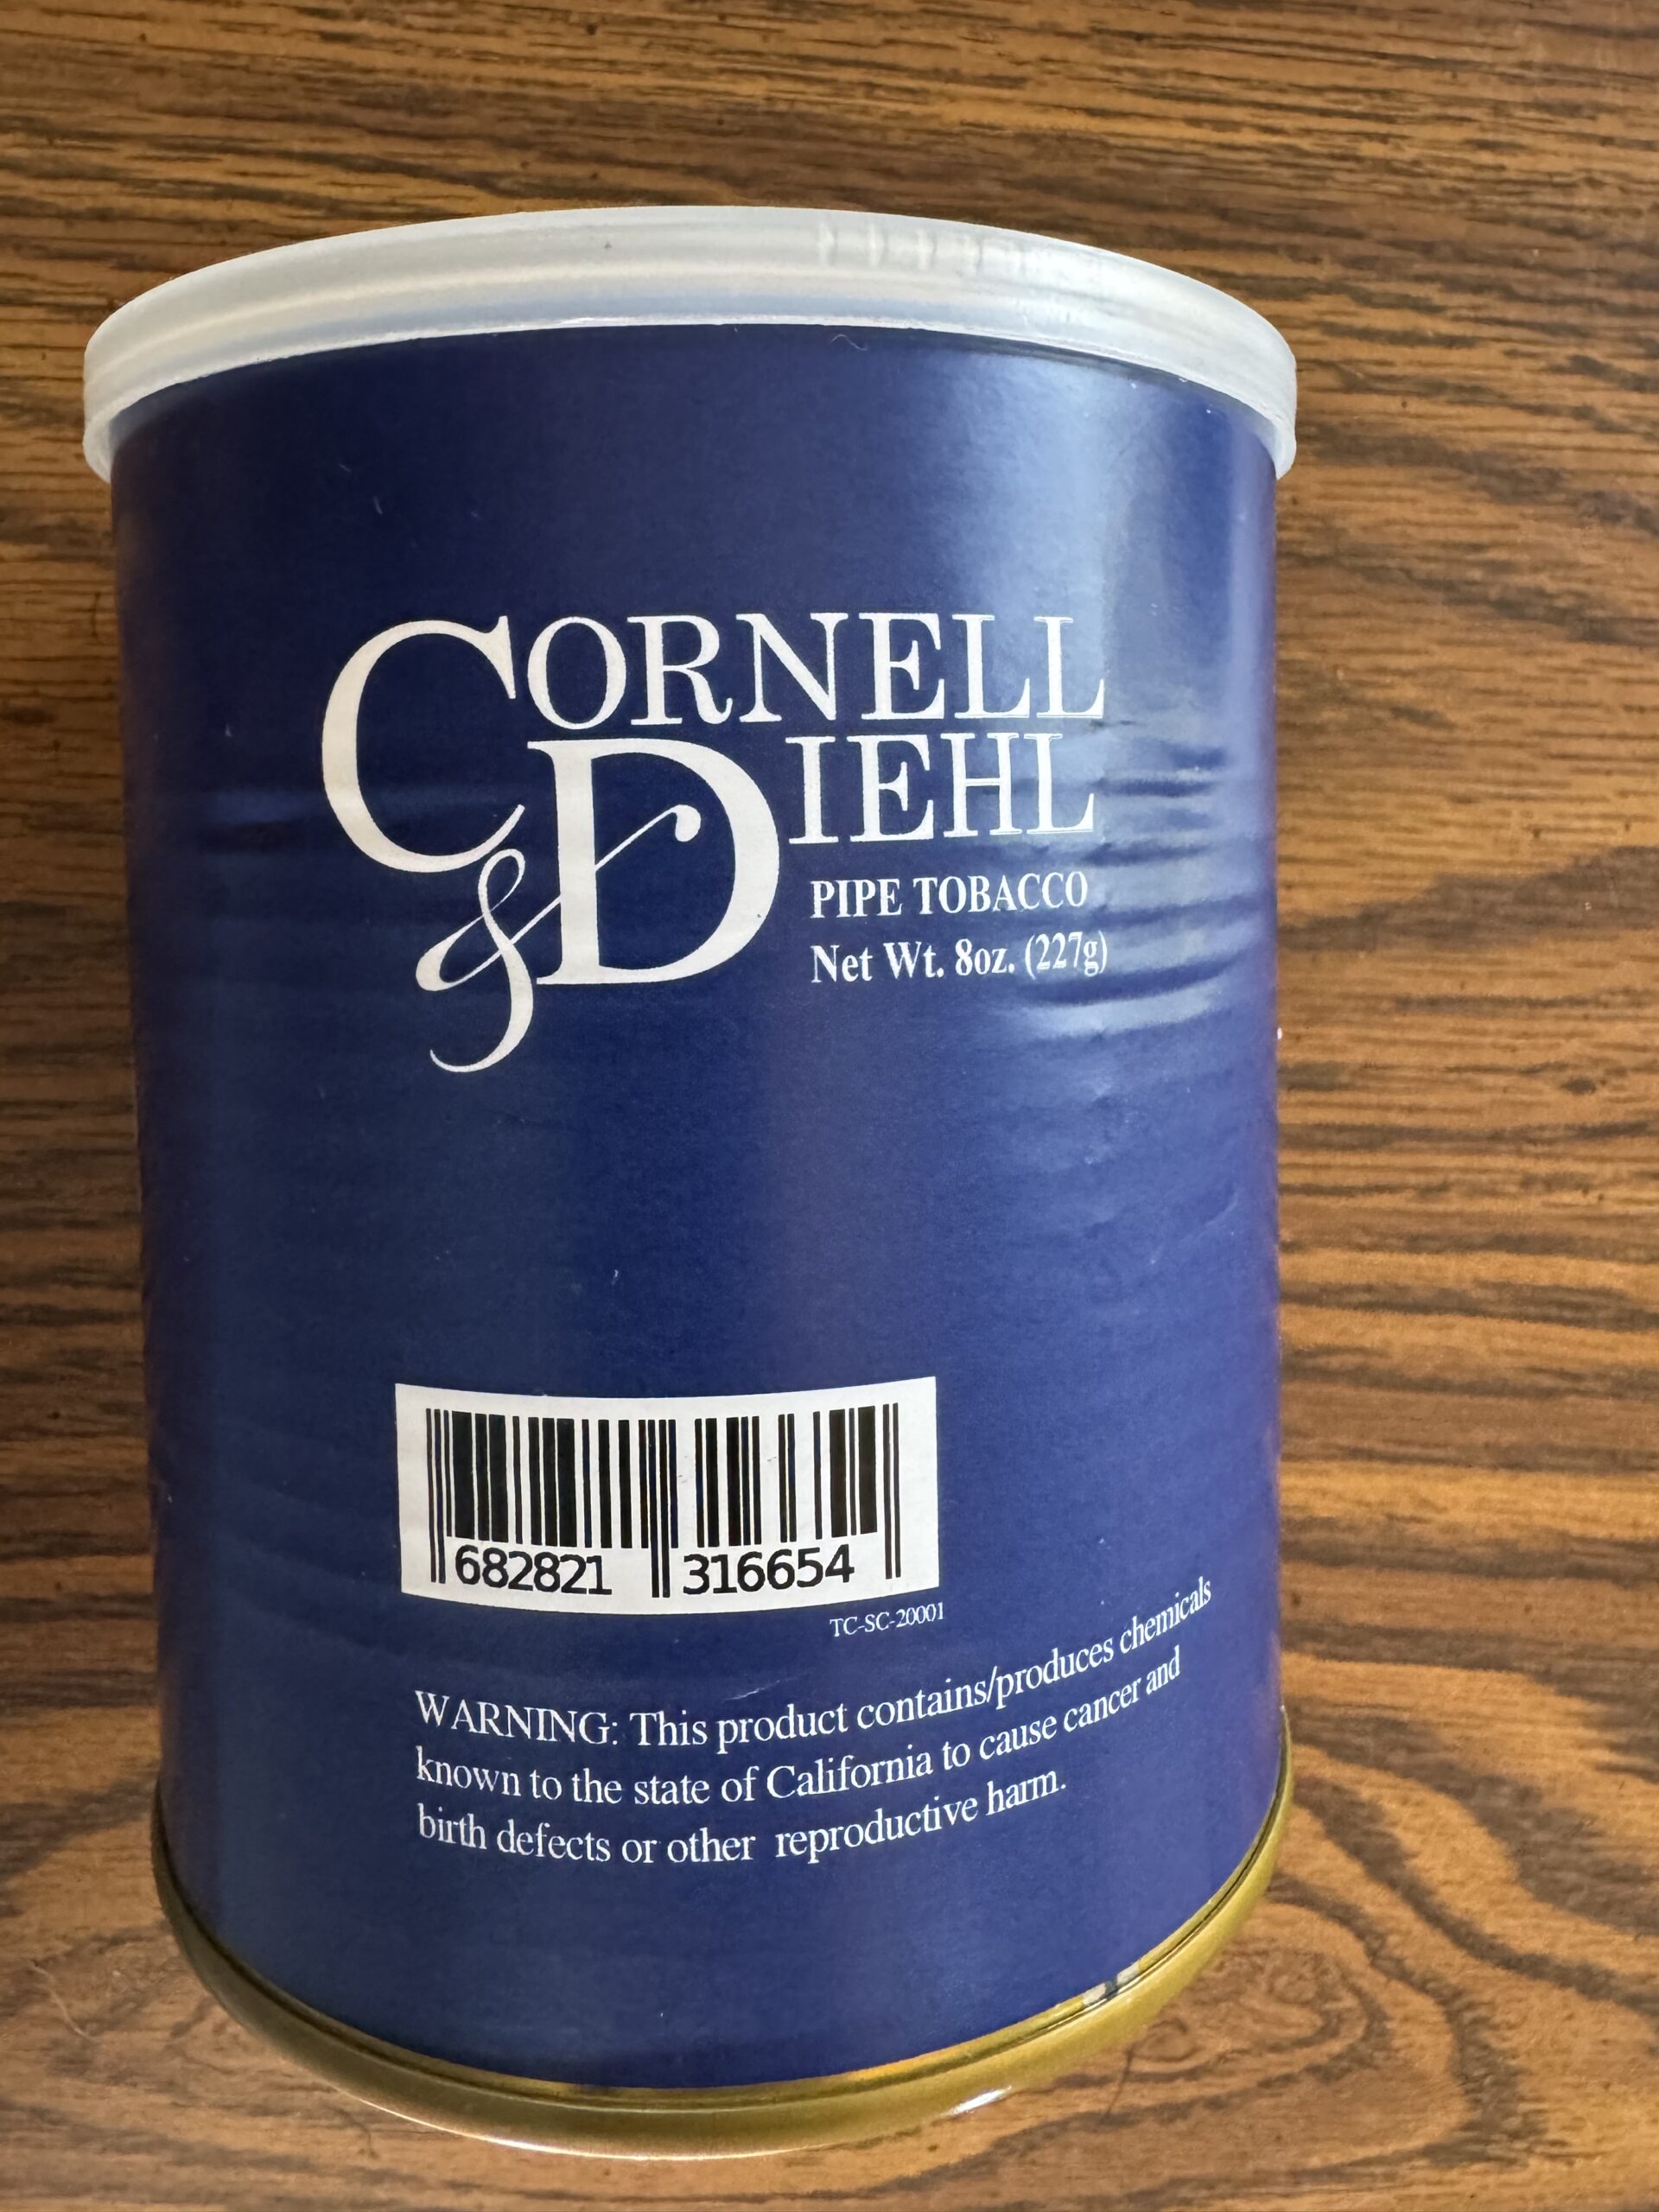 CORNELL
& DIEHL
PIPE TOBACCO
Net Wt. 8oz. (227g)
682821 316654
TC-SC-20001
WARNING: This product contains/produces chemicals
known to the state of California to cause cancer and
birth defects or other reproductive harm.